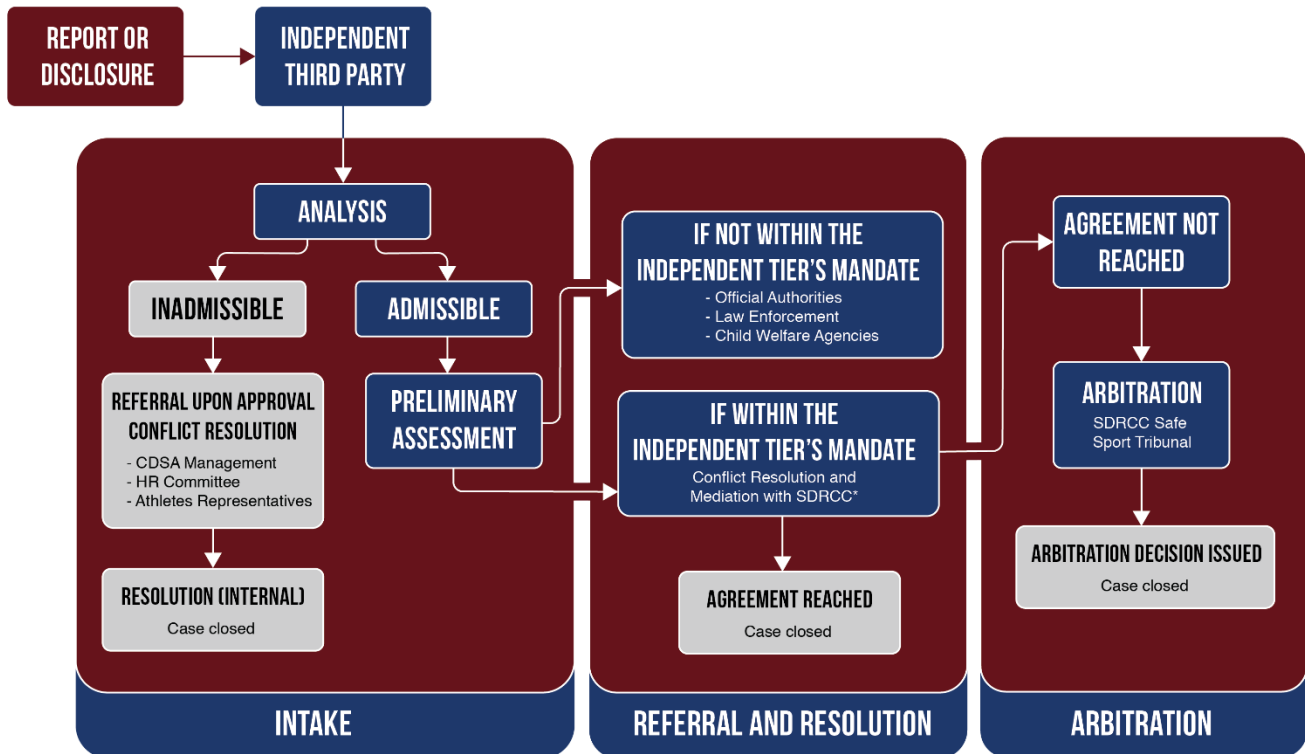 REPORT OR
DISCLOSURE
INDEPENDENT
THIRD PARTY
ANALYSIS
INADMISSIBLE
ADMISSIBLE
REFERRAL UPON APPROVAL
CONFLICT RESOLUTION
- CDSA Management
- HR Committee
- Athletes Representatives
PRELIMINARY
ASSESSMENT
RESOLUTION (INTERNAL)
Case closed
INTAKE
IF NOT WITHIN THE
INDEPENDENT TIER'S MANDATE
- Official Authorities
- Law Enforcement
- Child Welfare Agencies
IF WITHIN THE
INDEPENDENT TIER'S MANDATE
Conflict Resolution and
Mediation with SDRCC*
AGREEMENT REACHED
Case closed
REFERRAL AND RESOLUTION
AGREEMENT NOT
REACHED
ARBITRATION
SDRCC Safe
Sport Tribunal
ARBITRATION DECISION ISSUED
Case closed
ARBITRATION